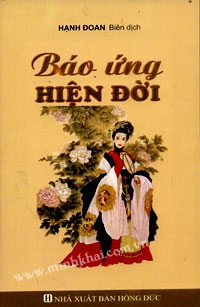 HẠNH ĐOAN Biên dịch
Báo ứng
HIỆN ĐỜI
www.minhkhai.com.vn
H NHÀ XUẤT BẢN HỒNG ĐỨC